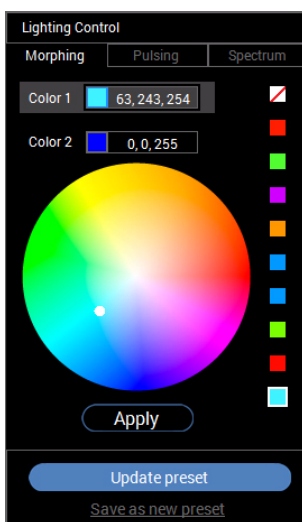 Lighting Control
Morphing Pulsing Spectrum
Color 1 63, 243, 254
Color 2 0, 0, 255
Apply
Update preset
Save as new preset